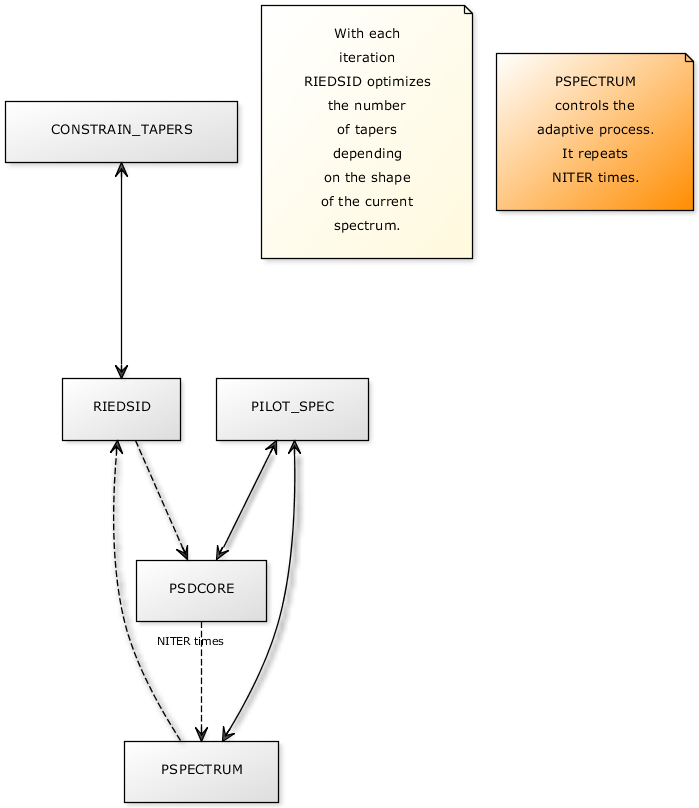 With each
iteration
RIEDSID optimizes
the number
of tapers
depending
on the shape
of the current
spectrum.
PSPECTRUM
controls the
adaptive process.
It repeats
NITER times.
CONSTRAIN_TAPERS
RIEDSID
PILOT_SPEC
PSDCORE
NITER times
PSPECTRUM